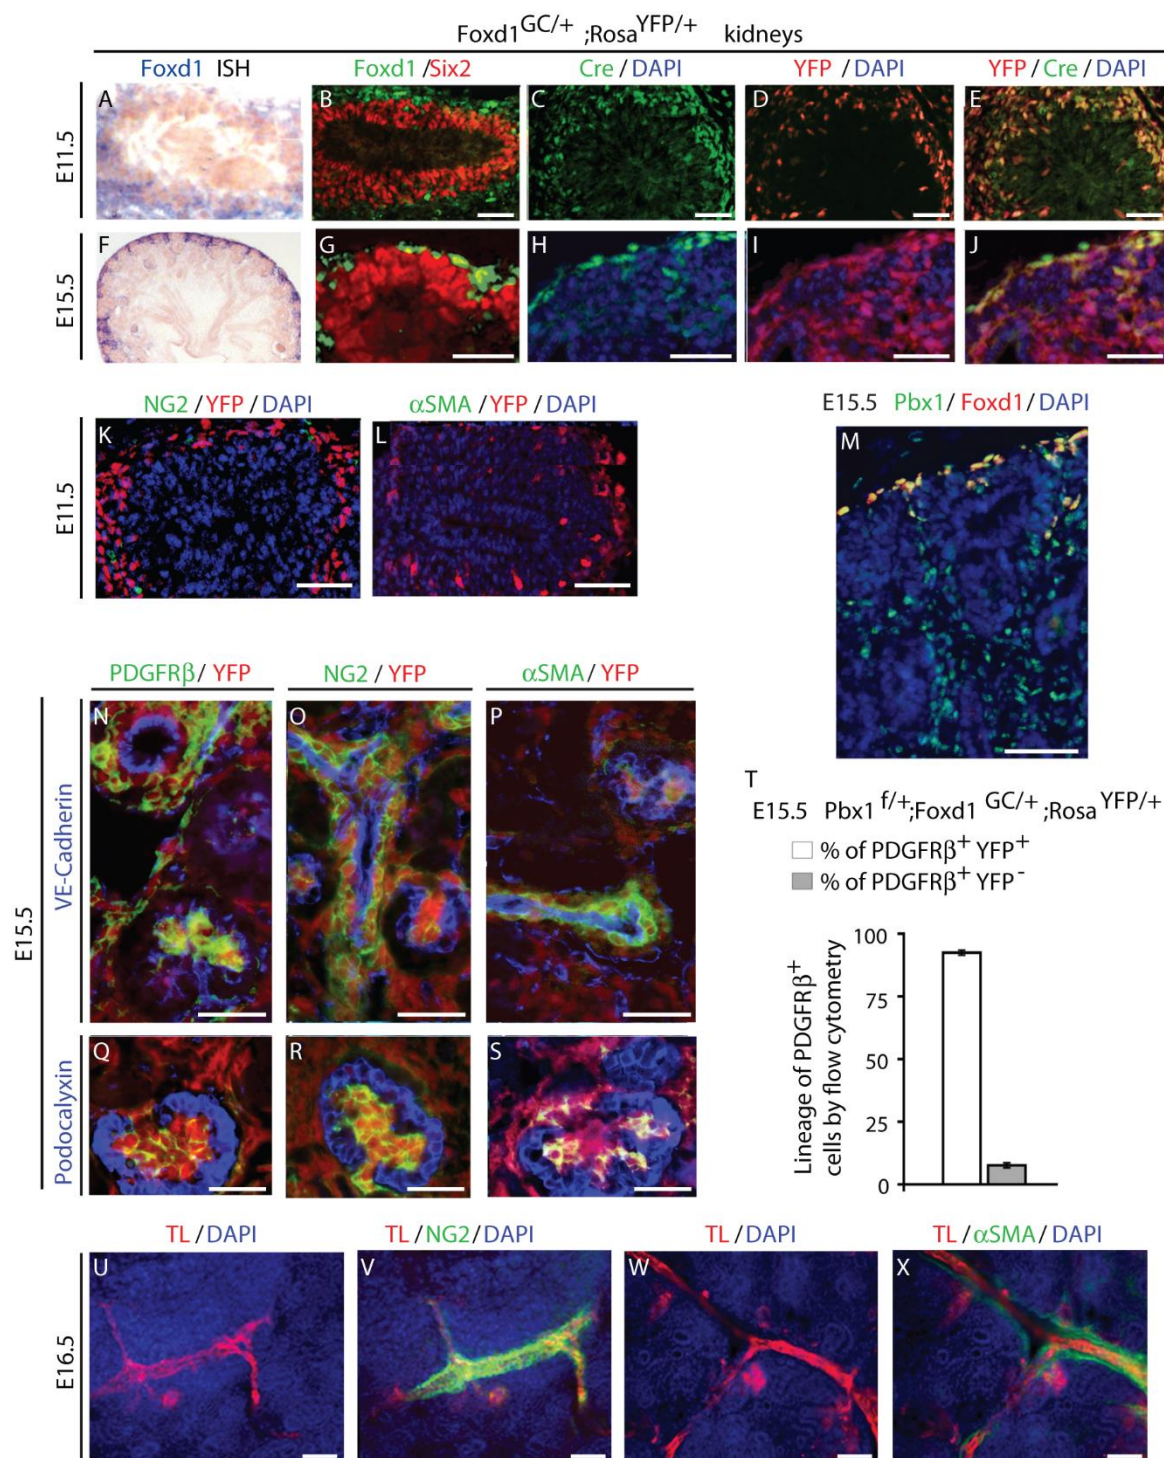 Foxd1GC/+ ;RosaYFP/+ kidneys
Foxd1 ISH
Foxd1 /Six2
Cre / DAPI
YFP / DAPI
YFP / Cre / DAPI
E11.5
A
B
C
D
E
E15.5
F
G
H
I
J
NG2 / YFP / DAPI
αSMA / YFP / DAPI
E15.5 Pbx1/ Foxd1 /DAPI
E11.5
K
L
M
PDGFRβ/ YFP
NG2 / YFP
αSMA / YFP
E15.5
VE-Cadherin
N
O
P
Podocalyxin
Q
R
S
T
E15.5 Pbx1f/+;Foxd1 GC/+ ;RosaYFP/+
% of PDGFRβ+ YFP+
% of PDGFRβ+ YFP-
Lineage of PDGFRβ+
cells by flow cytometry
100
75
50
25
0
TL / DAPI
TL / NG2 / DAPI
TL / DAPI
TL / αSMA / DAPI
E16.5
U
V
W
X